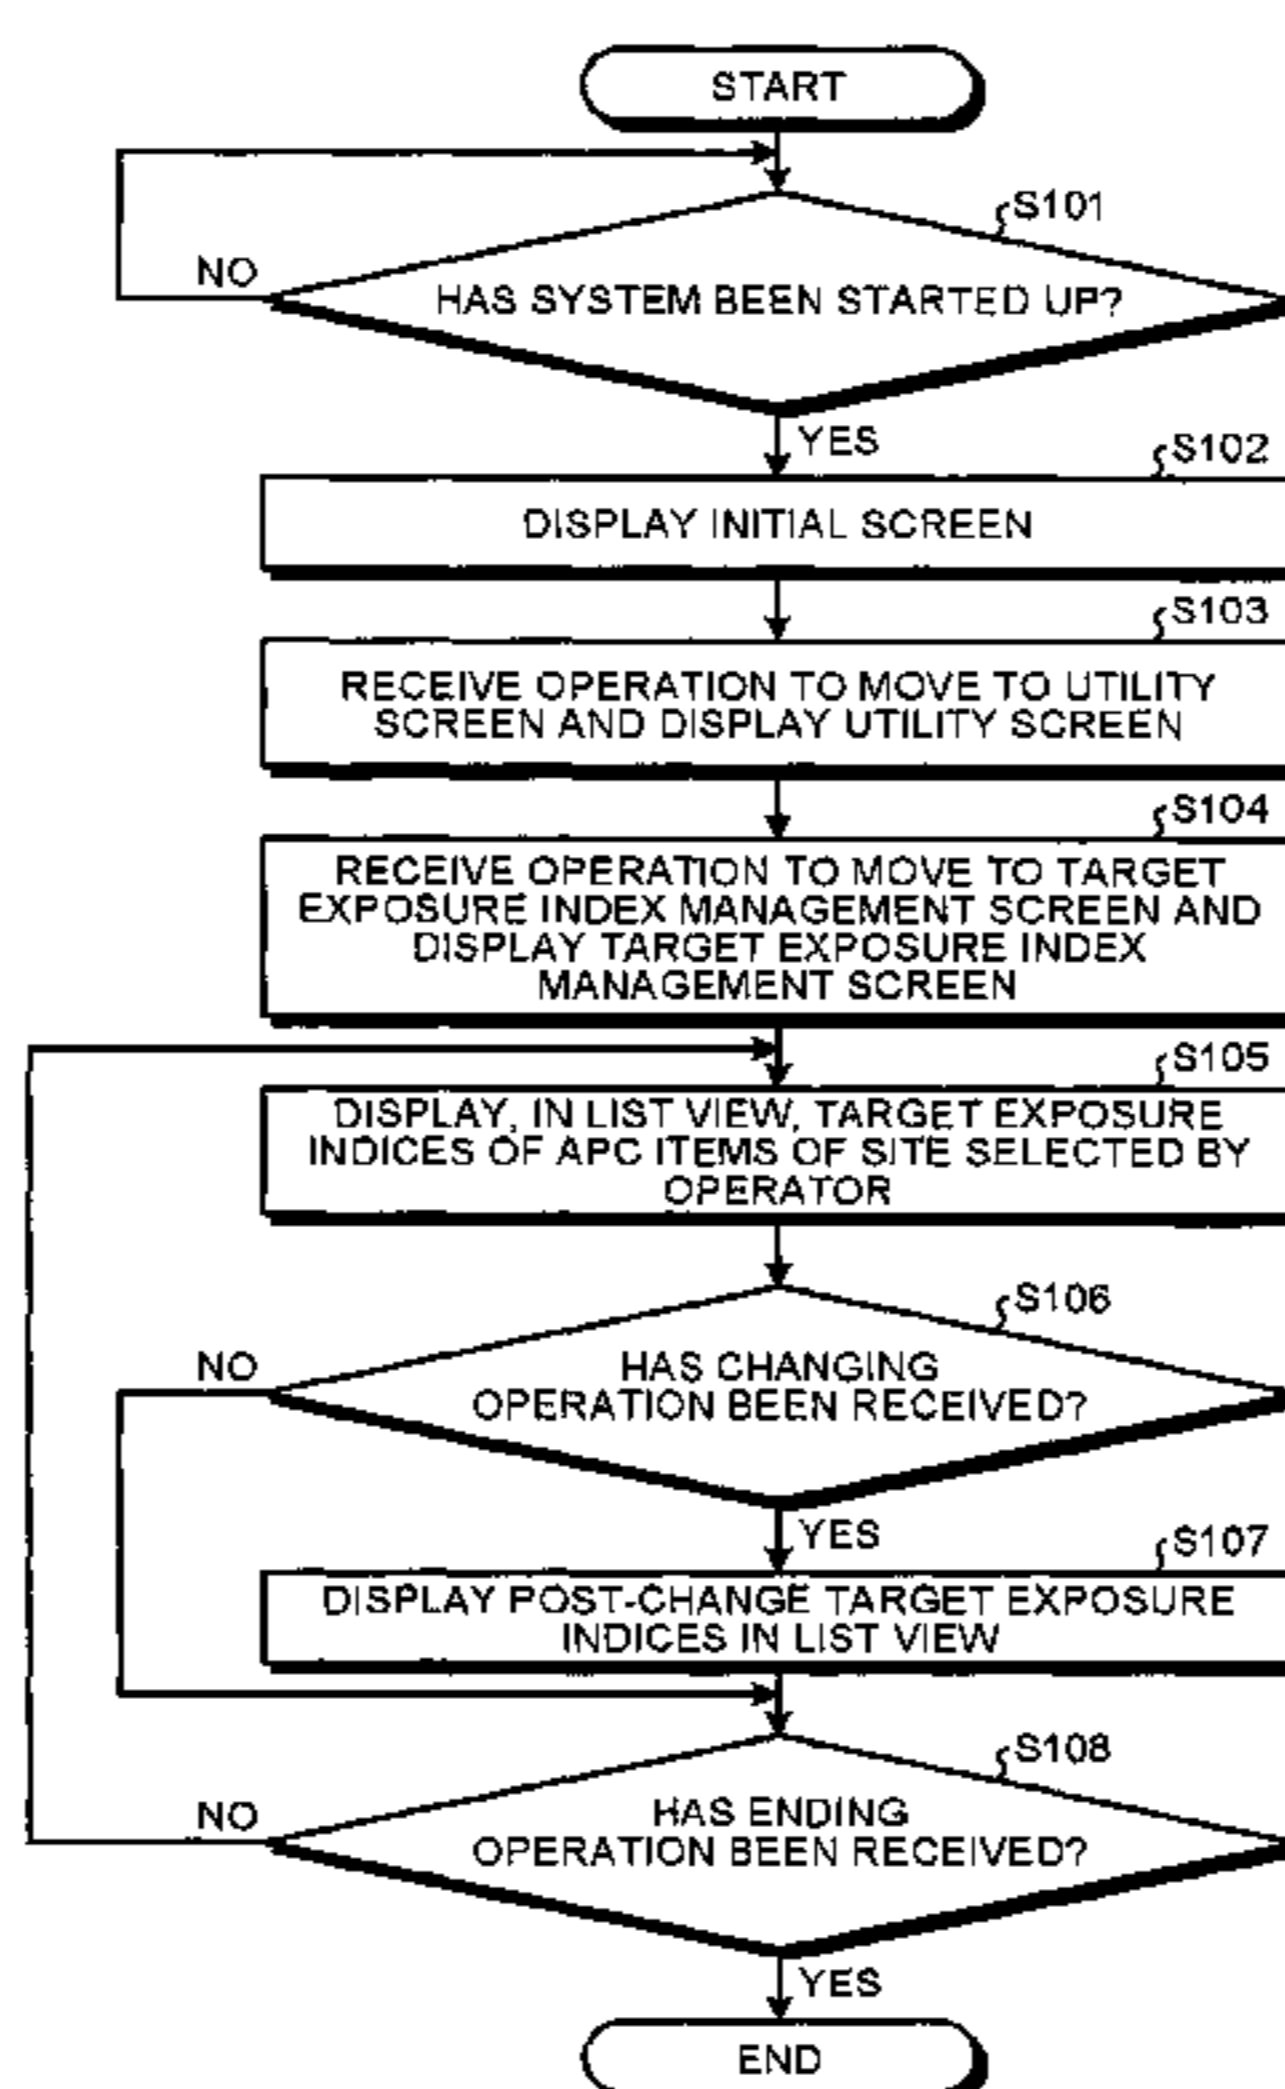 START
S101
NO
HAS SYSTEM BEEN STARTED UP?
YES
S102
DISPLAY INITIAL SCREEN
S103
RECEIVE OPERATION TO MOVE TO UTILITY
SCREEN AND DISPLAY UTILITY SCREEN
S104
RECEIVE OPERATION TO MOVE TO TARGET
EXPOSURE INDEX MANAGEMENT SCREEN AND
DISPLAY TARGET EXPOSURE INDEX
MANAGEMENT SCREEN
S105
DISPLAY, IN LIST VIEW, TARGET EXPOSURE
INDICES OF APC ITEMS OF SITE SELECTED BY
OPERATOR
S106
NO
HAS CHANGING
OPERATION BEEN RECEIVED?
YES
S107
DISPLAY POST-CHANGE TARGET EXPOSURE
INDICES IN LIST VIEW
S108
NO
HAS ENDING
OPERATION BEEN RECEIVED?
YES
END